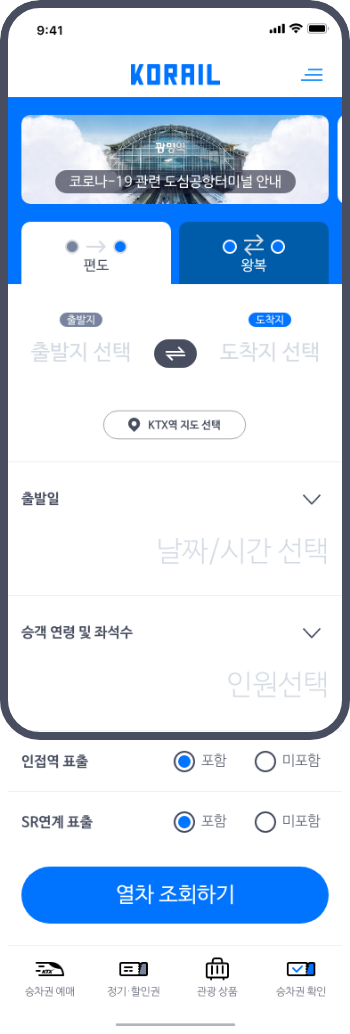 9:41
KORAIL
광명역
코로나-19 관련 도심공항터미널 안내
편도
왕복
출발지
도착지
출발지 선택
도착지 선택
KTX역 지도 선택
출발일
날짜/시간 선택
승객 연령 및 좌석수
인원선택
인접역 표출 포함 미포함
SR연계 표출 포함 미포함
열차 조회하기
KTX
승차권 예매 정기·할인권 관광 상품 승차권 확인